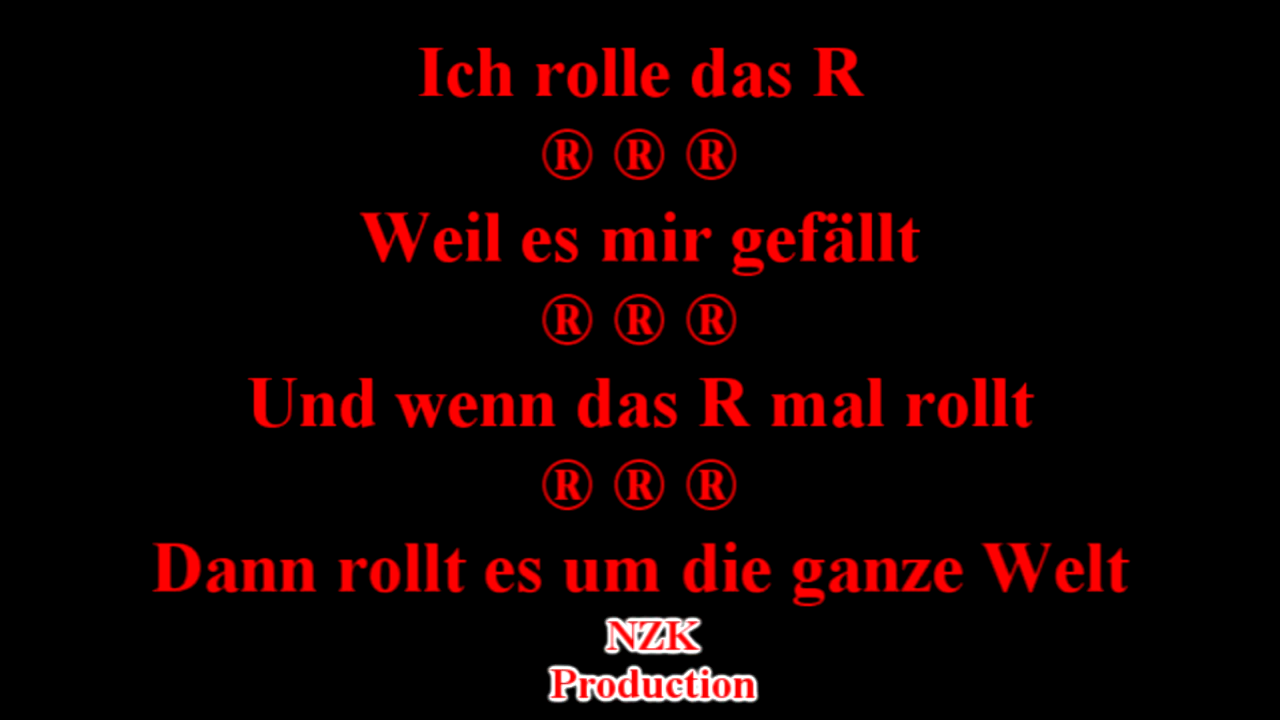 Ich rolle das R
® ® ®
Weil es mir gefällt
® ® ®
Und wenn das R mal rollt
® ® ®
Dann rollt es um die ganze Welt
NZK
Production